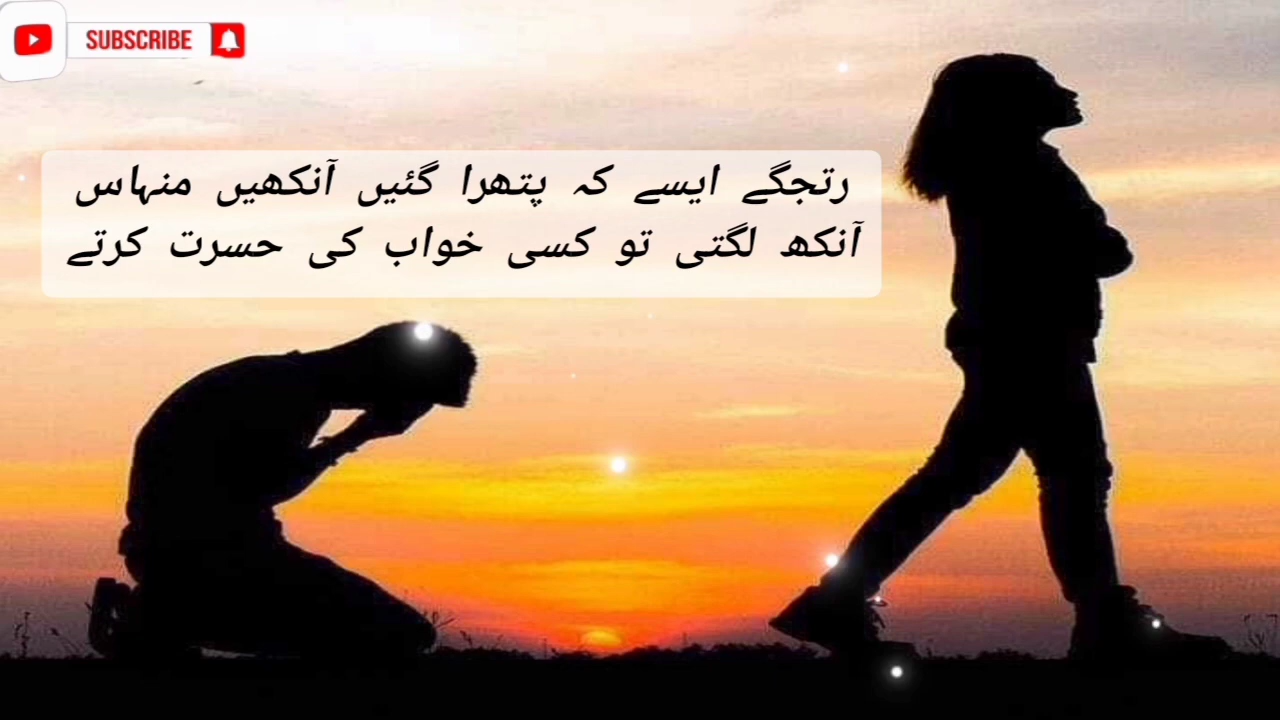 SUBSCRIBE
رتجگے ایسے کہ پتھرا گئیں آنکھیں منہاس
آنکھ لگتی تو کسی خواب کی حسرت کرتے